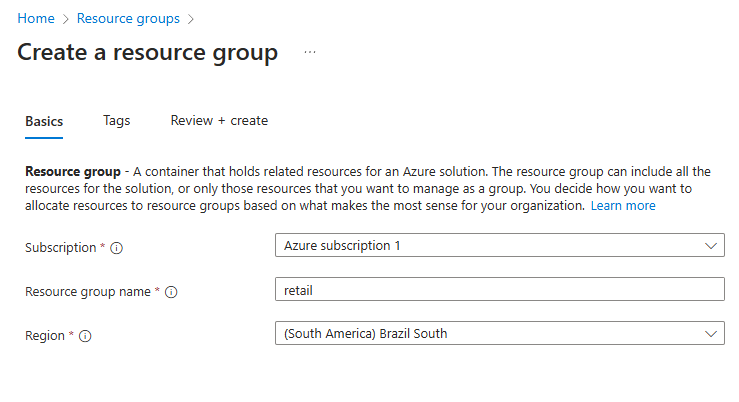 Home > Resource groups >
Create a resource group ...
Basics Tags Review + create
Resource group - A container that holds related resources for an Azure solution. The resource group can include all the
resources for the solution, or only those resources that you want to manage as a group. You decide how you want to
allocate resources to resource groups based on what makes the most sense for your organization. Learn more
Subscription * Azure subscription 1
Resource group name * retail
Region * (South America) Brazil South